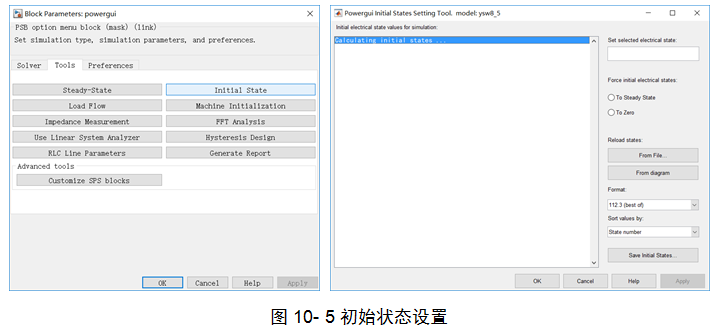 Block Parameters: powergui
PSB option menu block (mask) (link)
Set simulation type, simulation parameters, and preferences.
Solver Tools Preferences
Steady-State Initial State
Load Flow Machine Initialization
Impedance Measurement FFT Analysis
Use Linear System Analyzer Hysteresis Design
RLC Line Parameters Generate Report
Advanced tools
Customize SPS blocks
OK Cancel Help Apply
Powergui Initial States Setting Tool. model: ysw8_5
Initial electrical state values for simulation:
Calculating initial states ...
Set selected electrical state:
Force initial electrical states:
To Steady State
To Zero
Reload states:
From File...
From diagram
Format:
112.3 (best of)
Sort values by:
State number
Save Initial States...
OK Cancel Help Apply
图 10- 5 初始状态设置